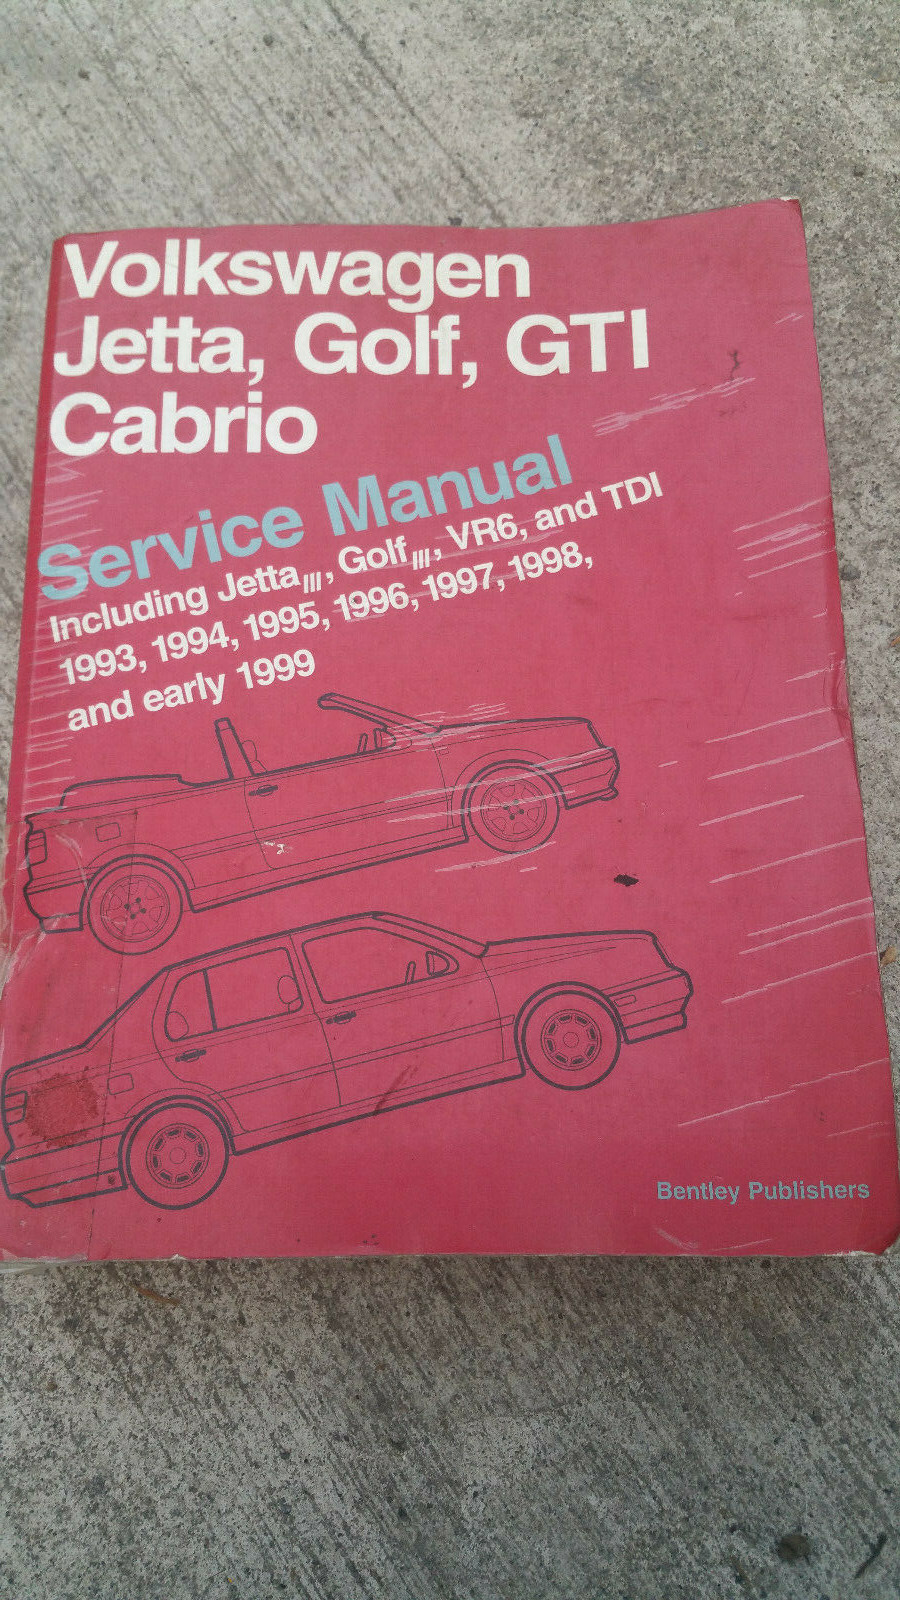 Volkswagen
Jetta, Golf, GTI
Cabrio
Service Manual
Including Jetta III, Golf III, VR6, and TDI
1993, 1994, 1995, 1996, 1997, 1998,
and early 1999
Bentley Publishers